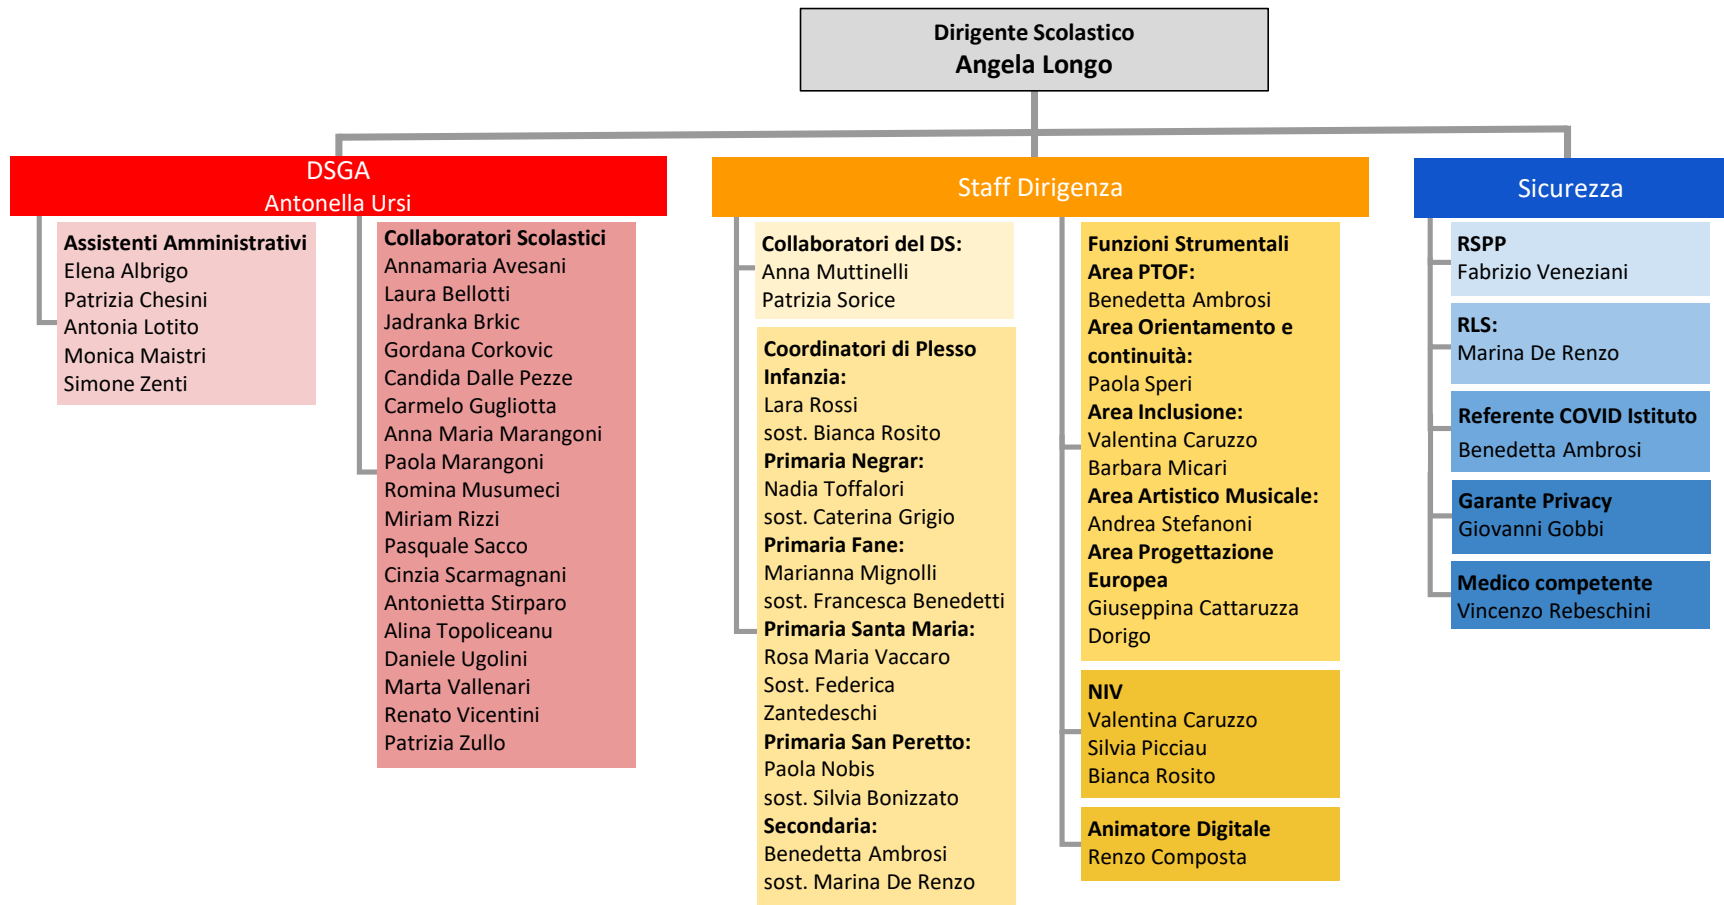 Dirigente Scolastico
Angela Longo
DSGA
Antonella Ursi
Assistenti Amministrativi
Elena Albrigo
Patrizia Chesini
Antonia Lotito
Monica Maistri
Simone Zenti
Collaboratori Scolastici
Annamaria Avesani
Laura Bellotti
Jadranka Brkic
Gordana Corkovic
Candida Dalle Pezze
Carmelo Gugliotta
Anna Maria Marangoni
Paola Marangoni
Romina Musumeci
Miriam Rizzi
Pasquale Sacco
Cinzia Scarmagnani
Antonietta Stirparo
Alina Topoliceanu
Daniele Ugolini
Marta Vallenari
Renato Vicentini
Patrizia Zullo
Staff Dirigenza
Collaboratori del DS:
Anna Muttinelli
Patrizia Sorice
Coordinatori di Plesso
Infanzia:
Lara Rossi
sost. Bianca Rosito
Primaria Negrar:
Nadia Toffalori
sost. Caterina Grigio
Primaria Fane:
Marianna Mignolli
sost. Francesca Benedetti
Primaria Santa Maria:
Rosa Maria Vaccaro
Sost. Federica
Zantedeschi
Primaria San Peretto:
Paola Nobis
sost. Silvia Bonizzato
Secondaria:
Benedetta Ambrosi
sost. Marina De Renzo
Funzioni Strumentali
Area PTOF:
Benedetta Ambrosi
Area Orientamento e
continuità:
Paola Speri
Area Inclusione:
Valentina Caruzzo
Barbara Micari
Area Artistico Musicale:
Andrea Stefanoni
Area Progettazione
Europea
Giuseppina Cattaruzza
Dorigo
NIV
Valentina Caruzzo
Silvia Picciau
Bianca Rosito
Animatore Digitale
Renzo Composta
Sicurezza
RSPP
Fabrizio Veneziani
RLS:
Marina De Renzo
Referente COVID Istituto
Benedetta Ambrosi
Garante Privacy
Giovanni Gobbi
Medico competente
Vincenzo Rebeschini